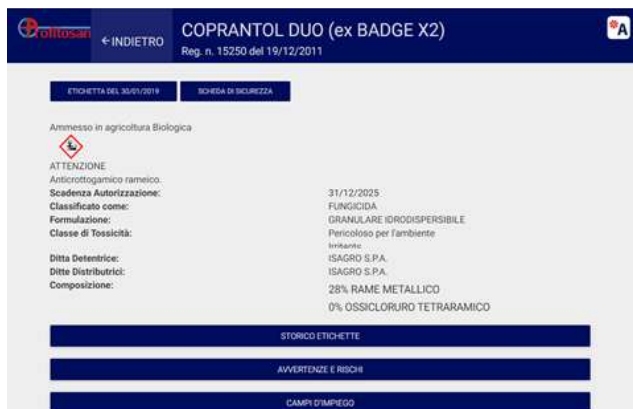 Profitosan
←INDIETRO
COPRANTOL DUO (ex BADGE X2)
Reg. n. 15250 del 19/12/2011
A
ETICHETTA DEL 30/01/2019
SCHEDA DI SICUREZZA
Ammesso in agricoltura Biologica
ATTENZIONE
Anticrottogamico rameico.
Scadenza Autorizzazione: 31/12/2025
Classificato come: FUNGICIDA
Formulazione: GRANULARE IDRODISPERSIBILE
Classe di Tossicità: Pericoloso per l'ambiente
Irritante
Ditta Detentrice: ISAGRO S.P.A.
Ditte Distributrici: ISAGRO S.P.A.
Composizione: 28% RAME METALLICO
0% OSSICLORURO TETRARAMICO
STORICO ETICHETTE
AVVERTENZE E RISCHI
CAMPI D'IMPIEGO